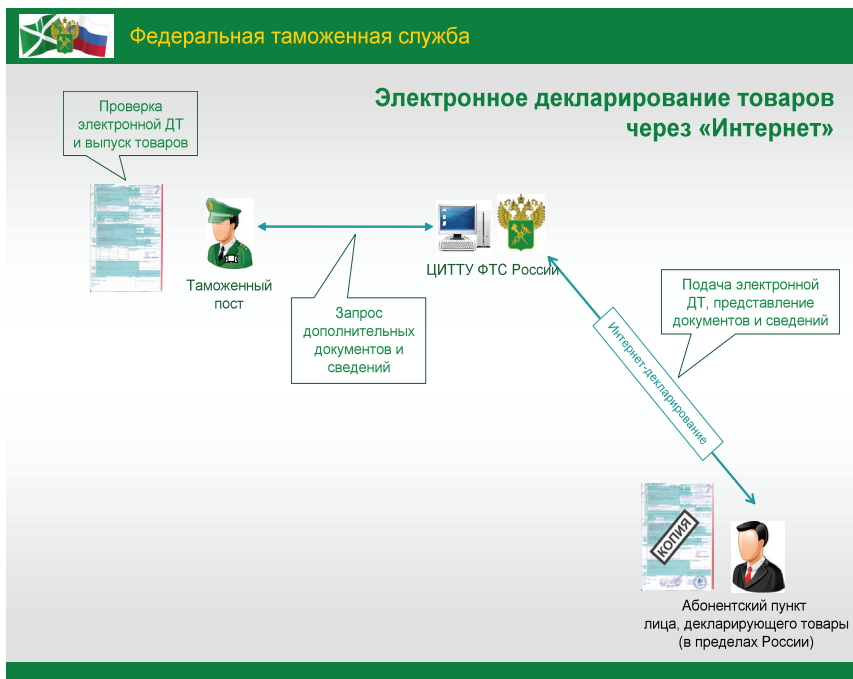 Федеральная таможенная служба
Электронное декларирование товаров
через «Интернет»
Проверка
электронной ДТ
и выпуск товаров
Таможенный
пост
Запрос
дополнительных
документов и
сведений
ЦИТТУ ФТС России
Подача электронной
ДТ, представление
документов и сведений
Интернет-декларирование
КОПИЯ
Абонентский пункт
лица, декларирующего товары
(в пределах России)